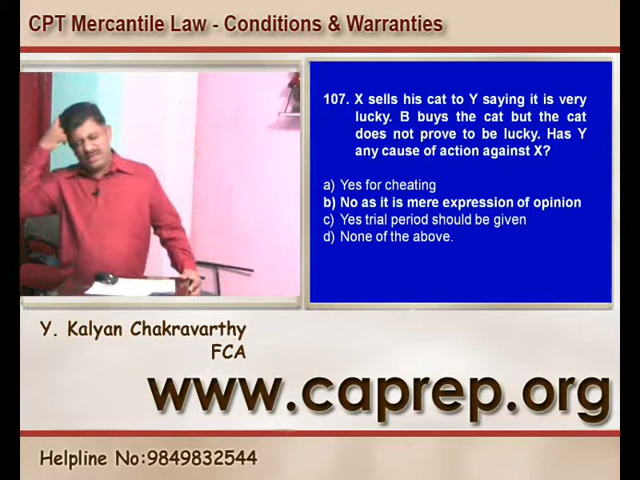 CPT Mercantile Law - Conditions & Warranties
107. X sells his cat to Y saying it is very
lucky. B buys the cat but the cat
does not prove to be lucky. Has Y
any cause of action against X?
a) Yes for cheating
b) No as it is mere expression of opinion
c) Yes trial period should be given
d) None of the above.
Y. Kalyan Chakravarthy
FCA
www.caprep.org
Helpline No:9849832544